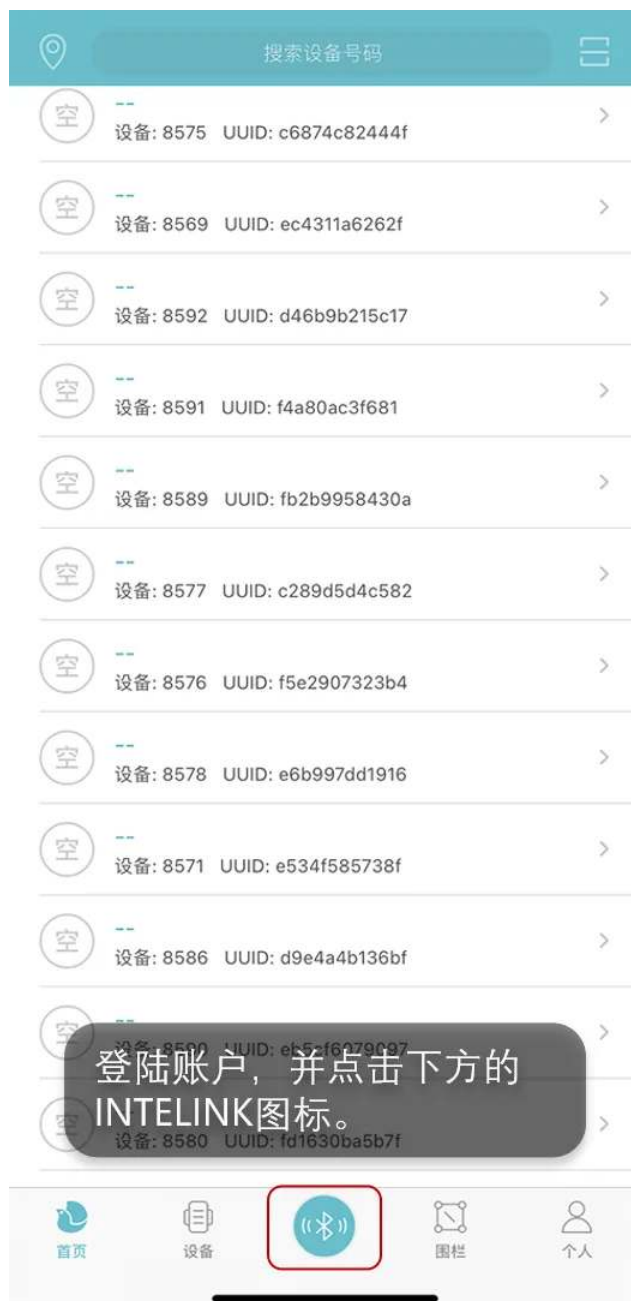 搜索设备号码
空
--
设备: 8575 UUID: c6874c82444f
空
--
设备: 8569 UUID: ec4311a6262f
空
--
设备: 8592 UUID: d46b9b215c17
空
--
设备: 8591 UUID: f4a80ac3f681
空
--
设备: 8589 UUID: fb2b9958430a
空
--
设备: 8577 UUID: c289d5d4c582
空
--
设备: 8576 UUID: f5e2907323b4
空
--
设备: 8578 UUID: e6b997dd1916
空
--
设备: 8571 UUID: e534f585738f
空
--
设备: 8586 UUID: d9e4a4b136bf
空
--
设备: 8590 UUID:
登陆账户，并点击下方的
INTELINK图标。
空
设备: 8580 UUID: fd1630ba5b7f
首页
设备
围栏
个人